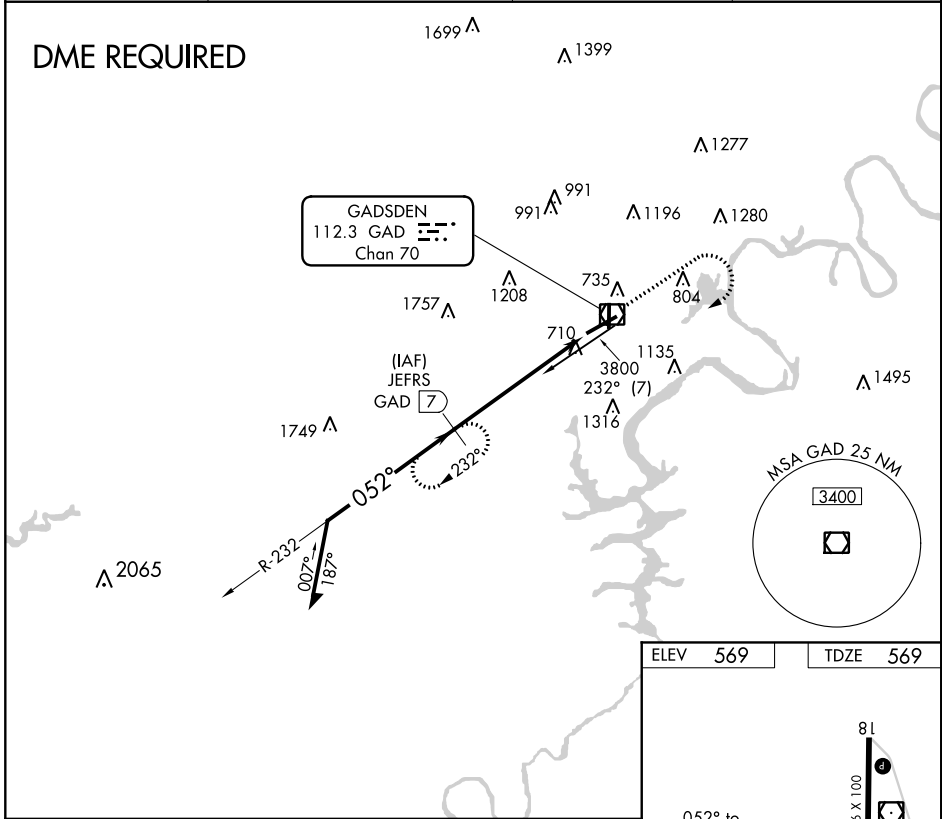 DME REQUIRED
1699
1399
1277
991
991
1196
1280
GADSDEN
112.3 GAD
Chan 70
1208
735
804
1757
710
1135
3800
232° (7)
1316
1495
(IAF)
JEFRS
GAD 7
1749
232°
052°
MSA GAD 25 NM
3400
R-232
007°
187°
2065
ELEV 569
TDZE 569
18
P
X 100
052° to